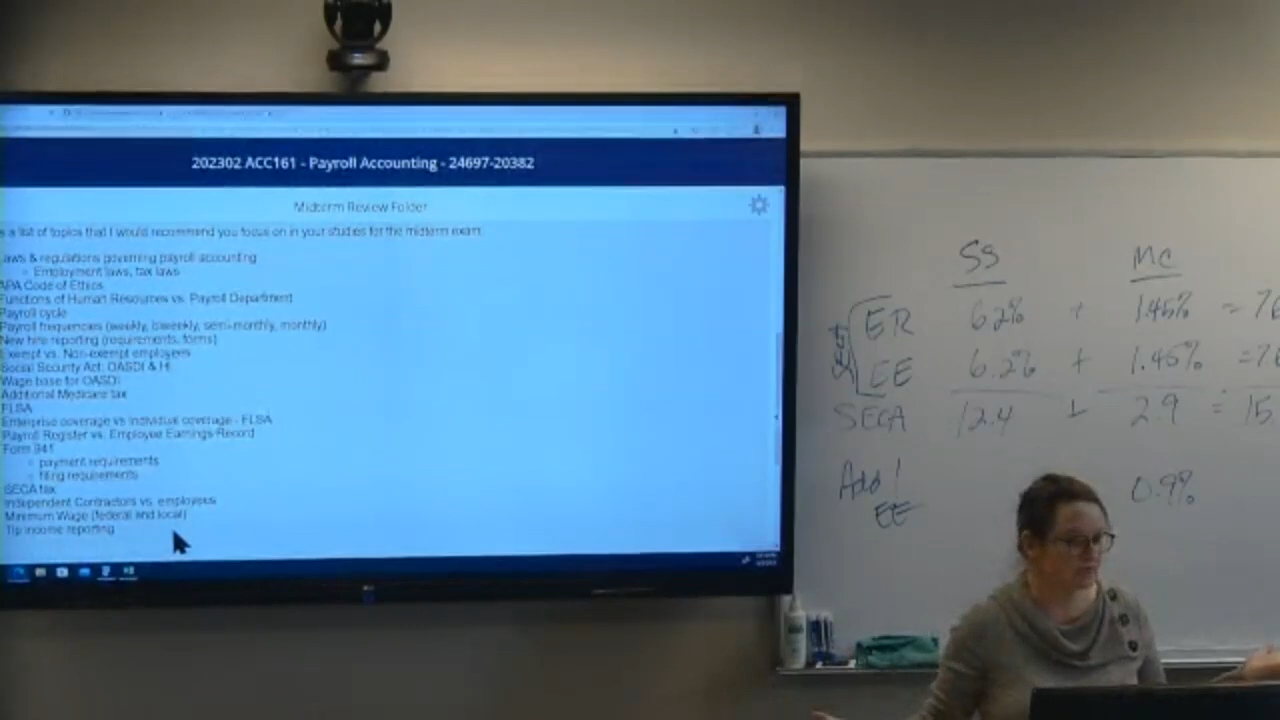 202302 ACC161 - Payroll Accounting - 24697-20382
Midterm Review Folder
a list of topics that I would recommend you focus on in your studies for the midterm exam:
aws & regulations governing payroll accounting
Employment laws, tax laws
APA Code of Ethics
Functions of Human Resources vs. Payroll Department
Payroll cycle
Payroll frequencies (weekly, biweekly, semi-monthly, monthly)
New hire reporting (requirements, forms)
Exempt vs. Non-exempt employees
Social Security Act: OASDI & HI
Wage base for OASDI
Additional Medicare tax
FLSA
Enterprise coverage vs individual coverage - FLSA
Payroll Register vs. Employee Earnings Record
Form 941
payment requirements
filing requirements
SECA tax
Independent Contractors vs. employees
Minimum Wage (federal and local)
Tip income reporting
SS MC
ER 6.2% + 1.45% = 76
EE 6.2% + 1.45% = 76
SECA 12.4 + 2.9 = 15
Add'l 0.9%
EE